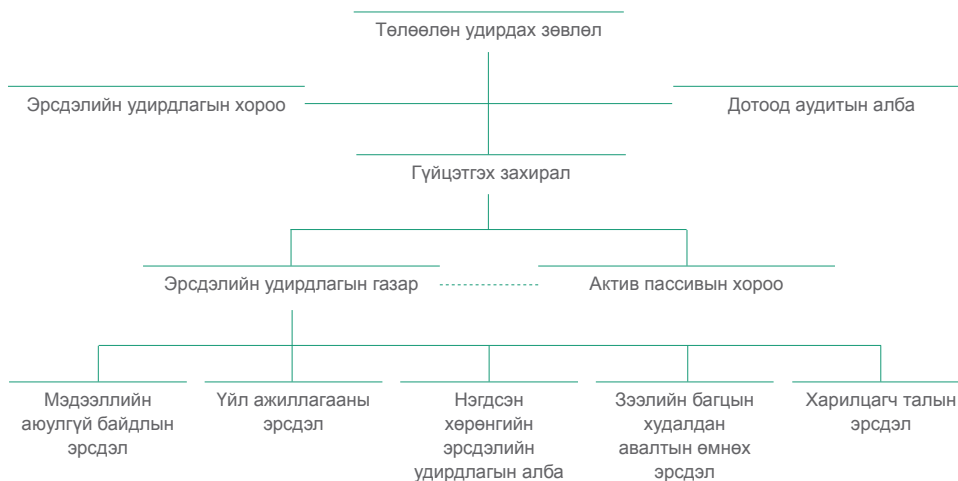 Төлөөлөн удирдах зөвлөл
Эрсдэлийн удирдлагын хороо
Дотоод аудитын алба
Гүйцэтгэх захирал
Эрсдэлийн удирдлагын газар
Актив пассивын хороо
Мэдээллийн
аюулгүй байдлын
эрсдэл
Үйл ажиллагааны
эрсдэл
Нэгдсэн
хөрөнгийн
эрсдэлийн
удирдлагын алба
Зээлийн багцын
худалдан
авалтын өмнөх
эрсдэл
Харилцагч талын
эрсдэл